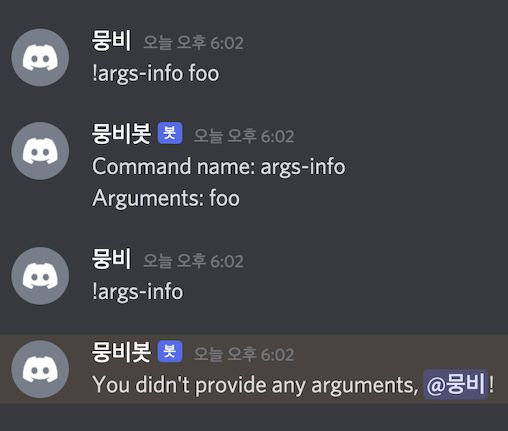 뭉비 오늘 오후 6:02
!args-info foo
뭉비봇 봇 오늘 오후 6:02
Command name: args-info
Arguments: foo
뭉비 오늘 오후 6:02
!args-info
뭉비봇 봇 오늘 오후 6:02
You didn't provide any arguments, @뭉비!